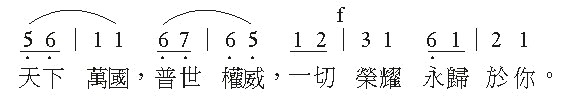 f
5 6 | 1 1 6 7 | 6 5 1 2 | 3 1 6 1 | 2 1
天下 萬國，普世 權威，一切 榮耀 永歸 於你。